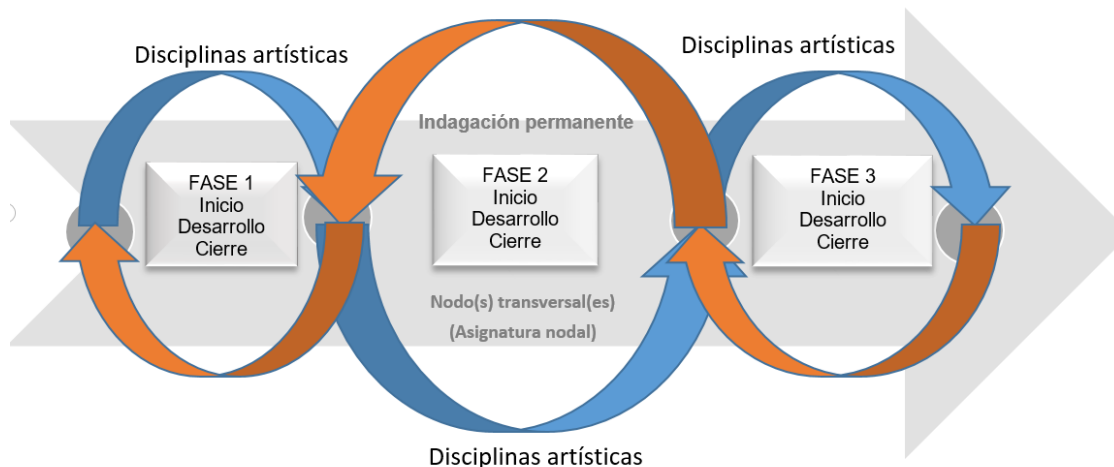 Disciplinas artísticas
Disciplinas artísticas
Indagación permanente
FASE 1
Inicio
Desarrollo
Cierre
FASE 2
Inicio
Desarrollo
Cierre
FASE 3
Inicio
Desarrollo
Cierre
Nodo(s) transversal(es)
(Asignatura nodal)
Disciplinas artísticas